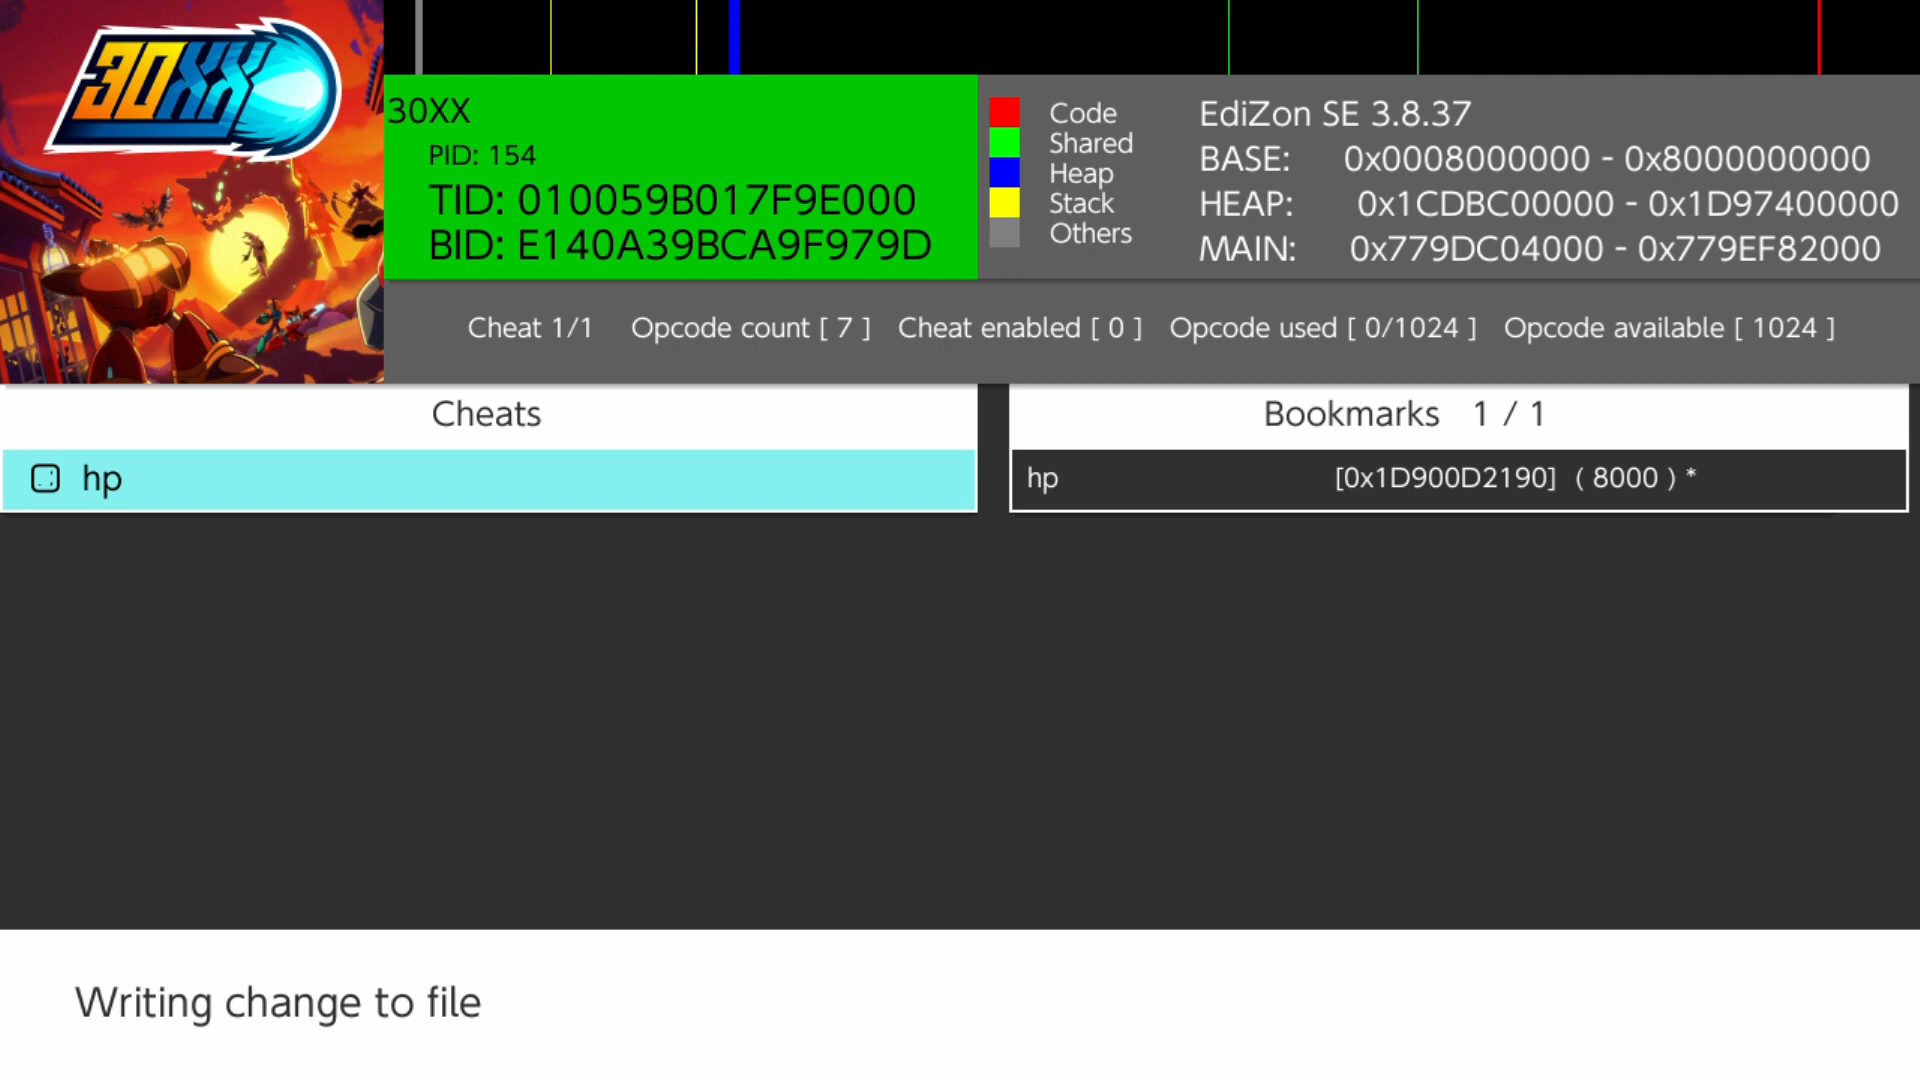 30XX
30XX
PID: 154
TID: 010059B017F9E000
BID: E140A39BCA9F979D
Code
Shared
Heap
Stack
Others
EdiZon SE 3.8.37
BASE: 0x0008000000 - 0x8000000000
HEAP: 0x1CDBC00000 - 0x1D97400000
MAIN: 0x779DC04000 - 0x779EF82000
Cheat 1/1 Opcode count [ 7 ] Cheat enabled [ 0 ] Opcode used [ 0/1024 ] Opcode available [ 1024 ]
Cheats
hp
Bookmarks 1 / 1
hp [0x1D900D2190] ( 8000 ) *
Writing change to file